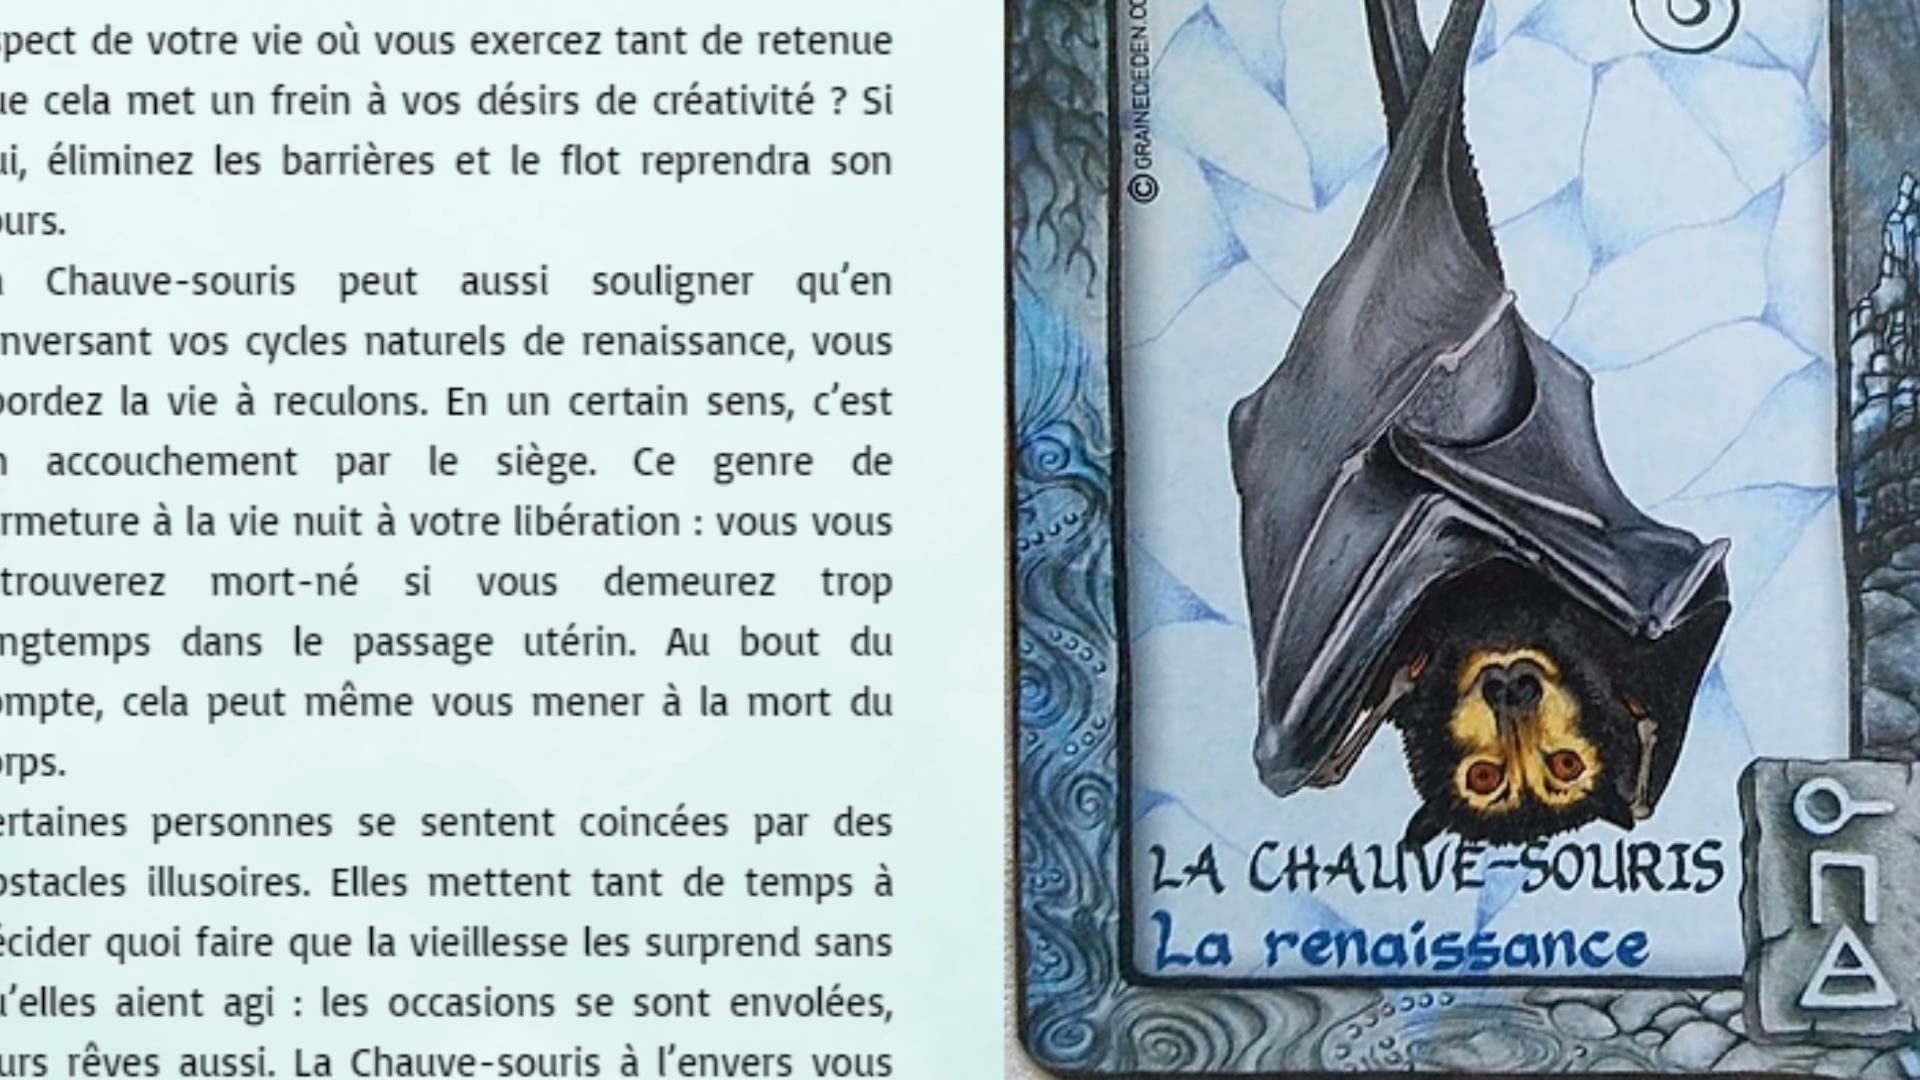 spect de votre vie où vous exercez tant de retenue
ue cela met un frein à vos désirs de créativité ? Si
ui, éliminez les barrières et le flot reprendra son
ours.
a Chauve-souris peut aussi souligner qu’en
nversant vos cycles naturels de renaissance, vous
bordez la vie à reculons. En un certain sens, c’est
n accouchement par le siège. Ce genre de
rmeture à la vie nuit à votre libération : vous vous
trouverez mort-né si vous demeurez trop
ngtemps dans le passage utérin. Au bout du
ompte, cela peut même vous mener à la mort du
orps.
ertaines personnes se sentent coincées par des
bstacles illusoires. Elles mettent tant de temps à
écider quoi faire que la vieillesse les surprend sans
u’elles aient agi : les occasions se sont envolées,
urs rêves aussi. La Chauve-souris à l’envers vous
© GRAINEDEDEN.CO
LA CHAUVE-SOURIS
La renaissance